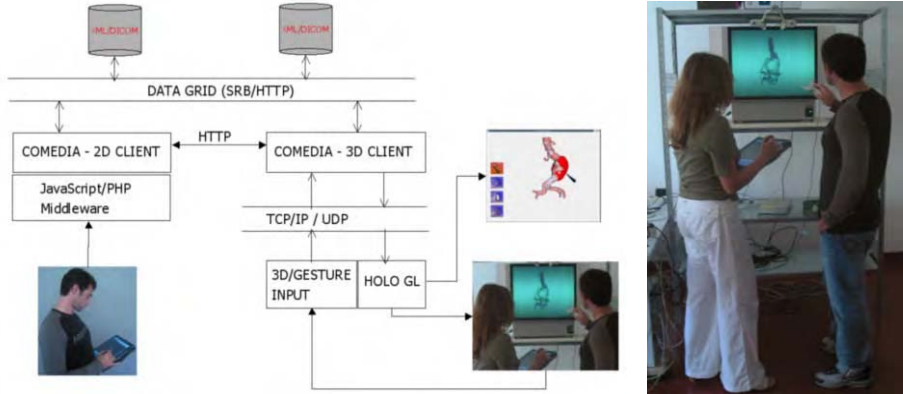 XML/DICOM XML/DICOM
DATA GRID (SRB/HTTP)
HTTP
COMEDIA - 2D CLIENT
COMEDIA - 3D CLIENT
JavaScript/PHP
Middleware
TCP/IP / UDP
3D/GESTURE
INPUT
HOLO GL